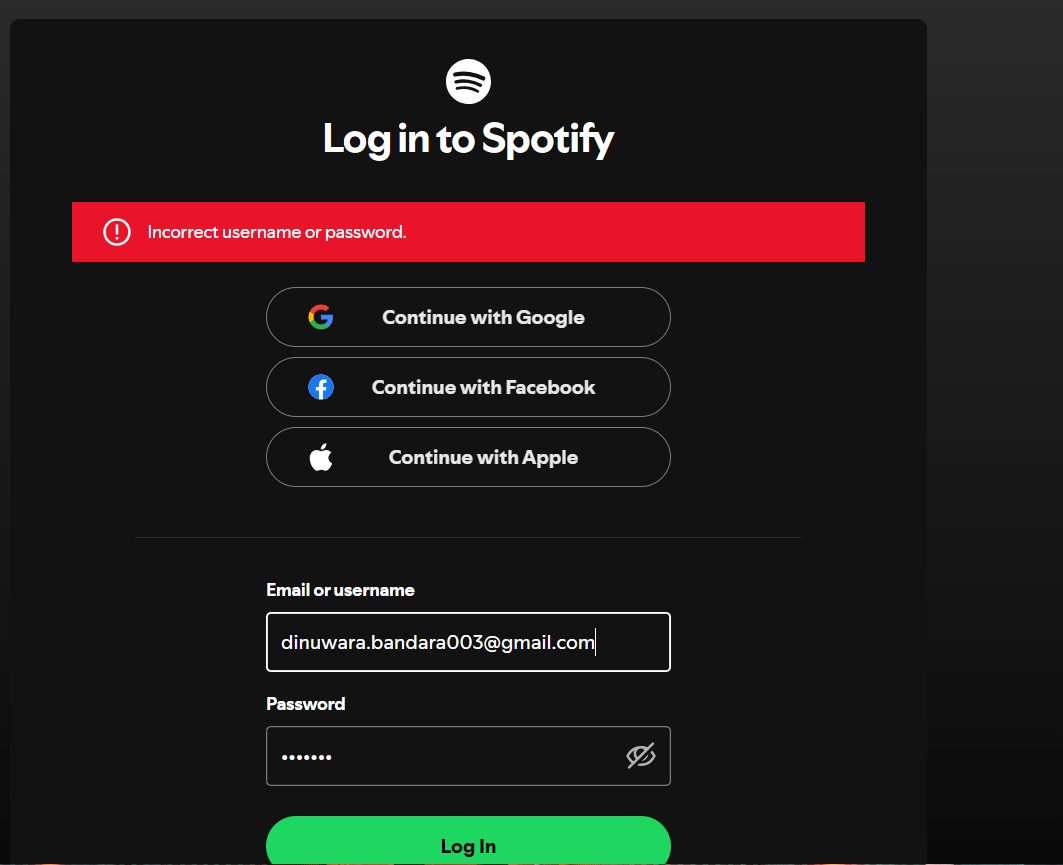 Log in to Spotify
Incorrect username or password.
Continue with Google
Continue with Facebook
Continue with Apple
Email or username
dinuwara.bandara003@gmail.com
Password
•••••••
Log In